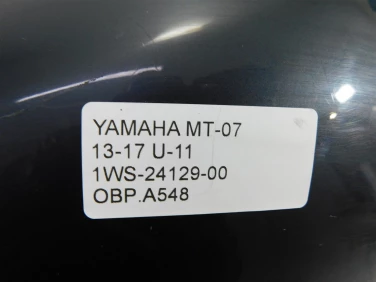 YAMAHA MT-07
13-17 U-11
1WS-24129-00
OBP.A548